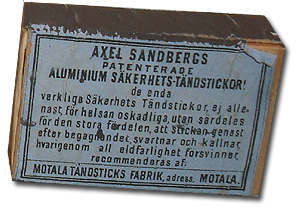 AXEL SANDBERGS
PATENTERADE
ALUMINIUM SÄKERHETS-TÄNDSTICKOR!
de enda
verkliga Säkerhets Tändstickor, ej alle-
nast för helsan oskadliga, utan särdeles
för den stora fördelen, att stickan genast
efter begagnandet svartnar och kallnar,
hvarigenom all eldfarlighet försvinner,
recommenderas af:
MOTALA TÄNDSTICKS FABRIK, adress. MOTALA.